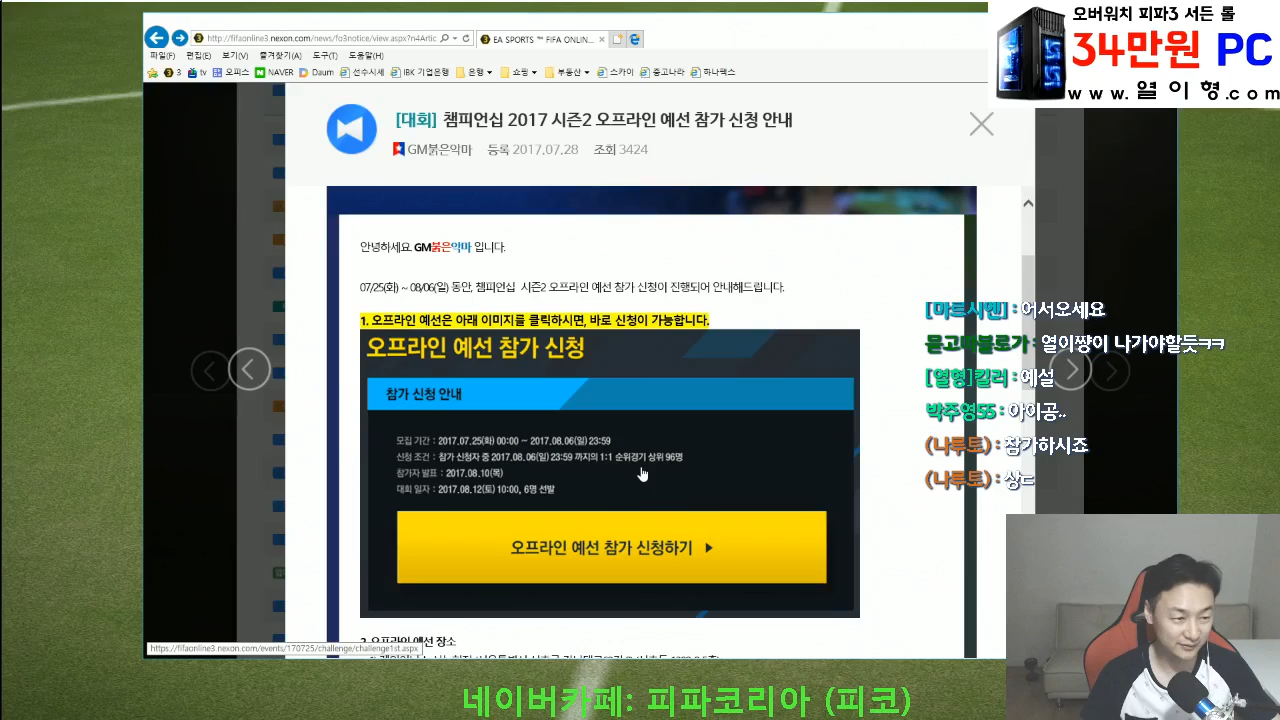 http://fifaonline3.nexon.com/news/fo3notice/view.aspx?n4Artic
EA SPORTS ™ FIFA ONLIN...
파일(F) 편집(E) 보기(V) 즐겨찾기(A) 도구(T) 도움말(H)
3 tv 오피스 NAVER Daum 선수시세 IBK 기업은행 은행 쇼핑 부동산 스카이 중고나라 하나멕스
오버워치 피파3 서든 롤
34만원 PC
www.열이형.com
[대회] 챔피언십 2017 시즌2 오프라인 예선 참가 신청 안내
GM붉은악마 등록 2017.07.28 조회 3424
안녕하세요. GM붉은악마 입니다.
07/25(화) ~ 08/06(일) 동안, 챔피언십 시즌2 오프라인 예선 참가 신청이 진행되어 안내해드립니다.
1. 오프라인 예선은 아래 이미지를 클릭하시면, 바로 신청이 가능합니다.
오프라인 예선 참가 신청
참가 신청 안내
모집 기간 : 2017.07.25(화) 00:00 ~ 2017.08.06(일) 23:59
신청 조건 : 참가 신청자 중 2017.08.06(일) 23:59 까지의 1:1 순위경기 상위 96명
참가자 발표 : 2017.08.10(목)
대회 일자 : 2017.08.12(토) 10:00, 6명 선발
오프라인 예선 참가 신청하기
2. 오프라인 예선 장소
https://fifaonline3.nexon.com/events/170725/challenge/challenge1st.aspx
[마르시벤] : 어서오세요
: 열이쨩이 나가야할듯ㅋㅋ
[열형]킬러 : 예설
박주영55 : 아이공..
(나루토) : 참가하시죠
(나루토) : 상ㄷ
네이버카페: 피파코리아 (피코)